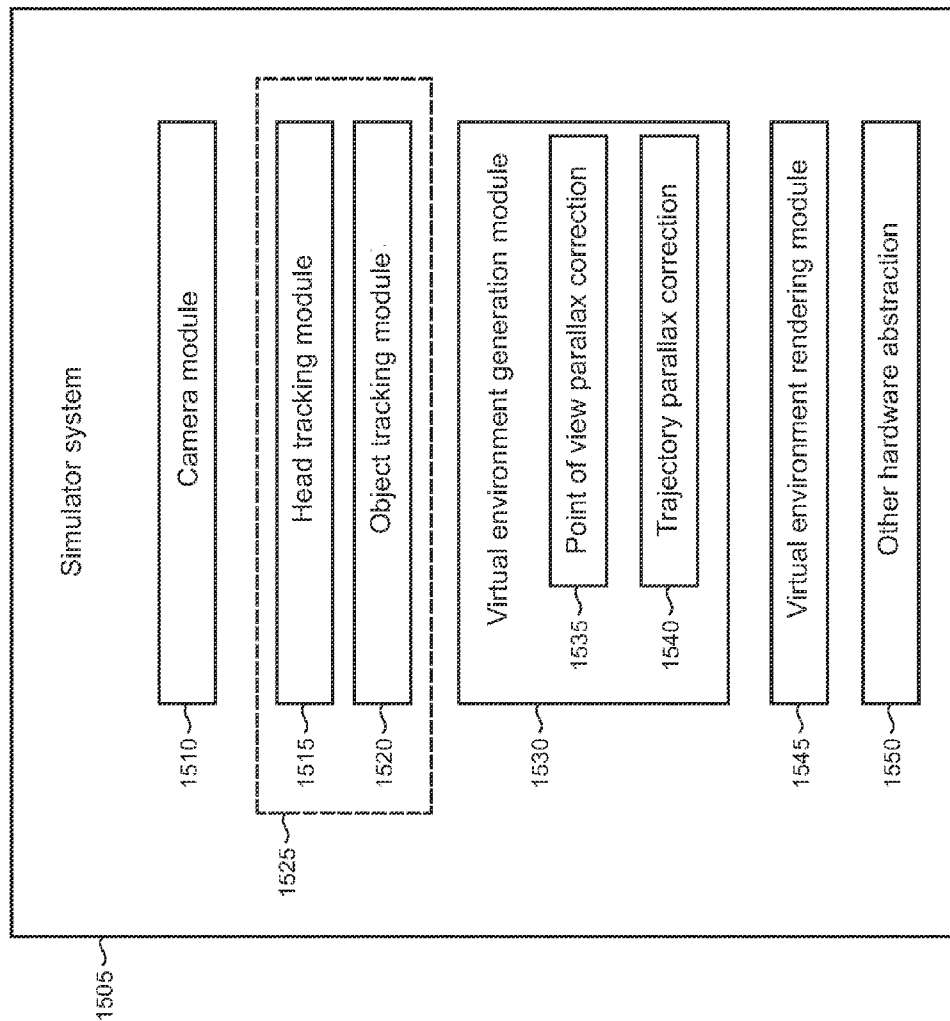 Simulator system
1505
1510
Camera module
1525
1515
Head tracking module
1520
Object tracking module
1530
Virtual environment generation module
1535
Point of view parallax correction
1540
Trajectory parallax correction
1545
Virtual environment rendering module
1550
Other hardware abstraction